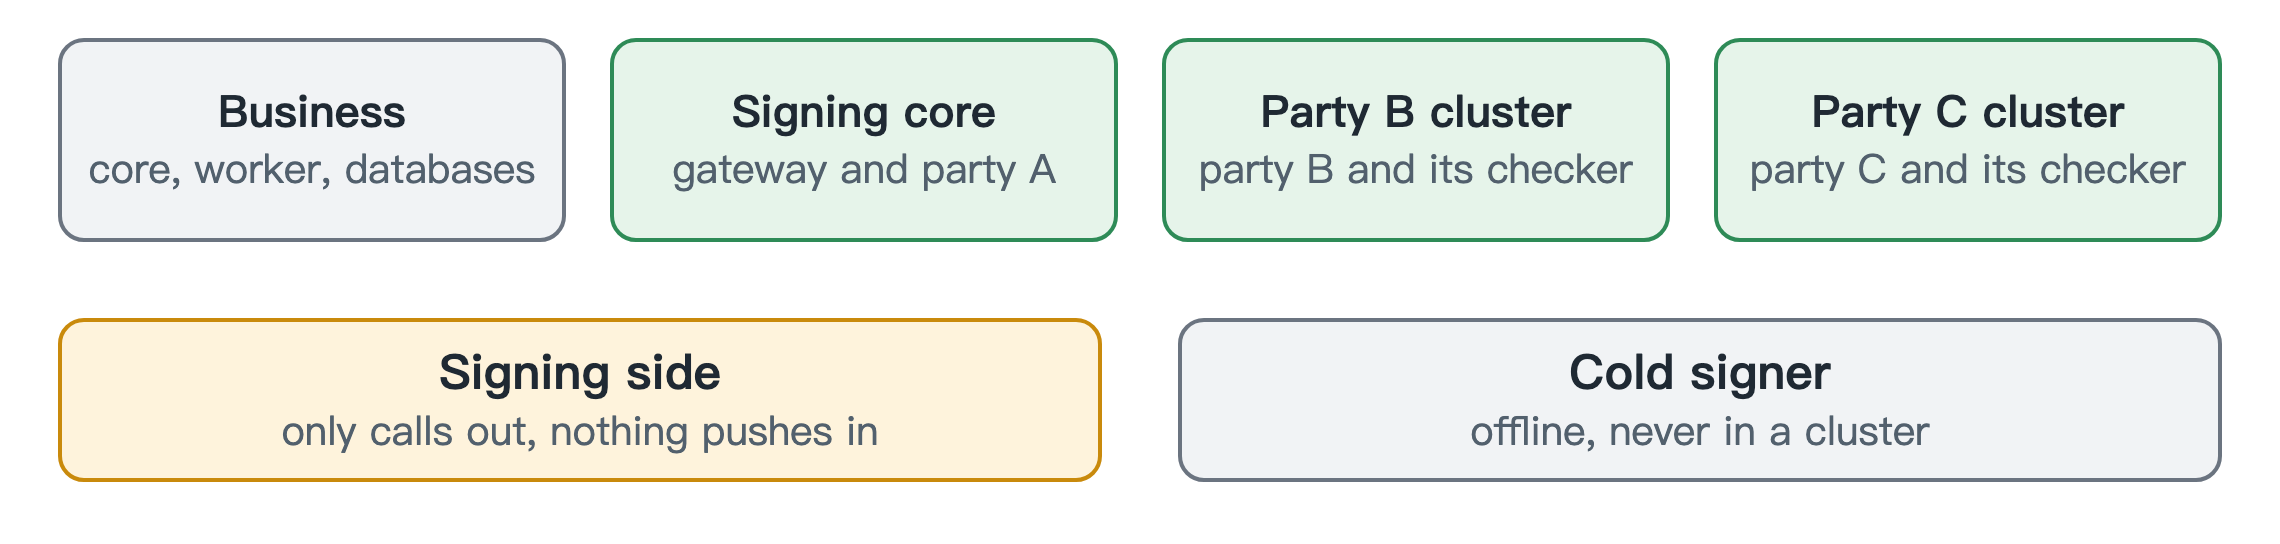 Business
core, worker, databases
Signing core
gateway and party A
Party B cluster
party B and its checker
Party C cluster
party C and its checker
Signing side
only calls out, nothing pushes in
Cold signer
offline, never in a cluster